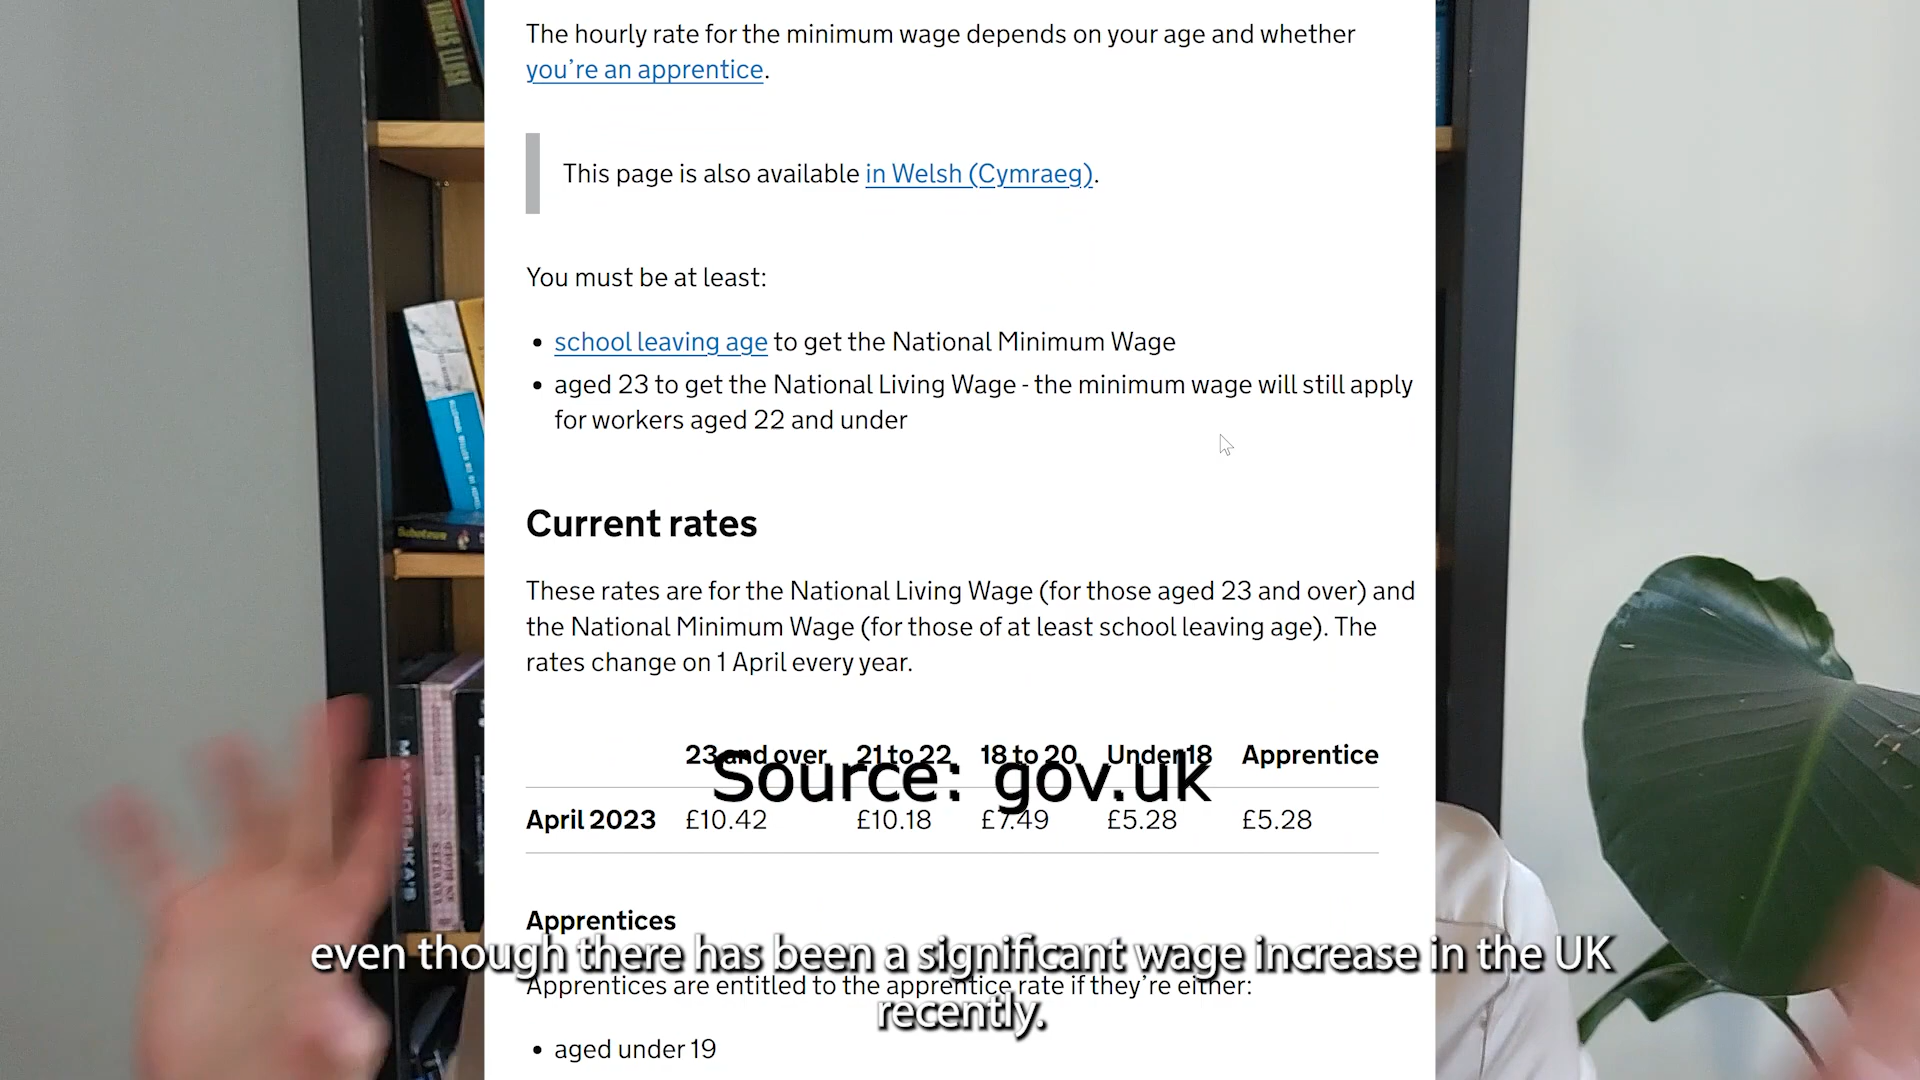 The hourly rate for the minimum wage depends on your age and whether
you're an apprentice.
This page is also available in Welsh (Cymraeg).
You must be at least:
• school leaving age to get the National Minimum Wage
• aged 23 to get the National Living Wage - the minimum wage will still apply
for workers aged 22 and under
Current rates
These rates are for the National Living Wage (for those aged 23 and over) and
the National Minimum Wage (for those of at least school leaving age). The
rates change on 1 April every year.
23 and over 21 to 22 18 to 20 Under 18 Apprentice
Source: gov.uk
April 2023 £10.42 £10.18 £7.49 £5.28 £5.28
Apprentices
even though there has been a significant wage increase in the UK
recently.
Apprentices are entitled to the apprentice rate if they're either:
• aged under 19